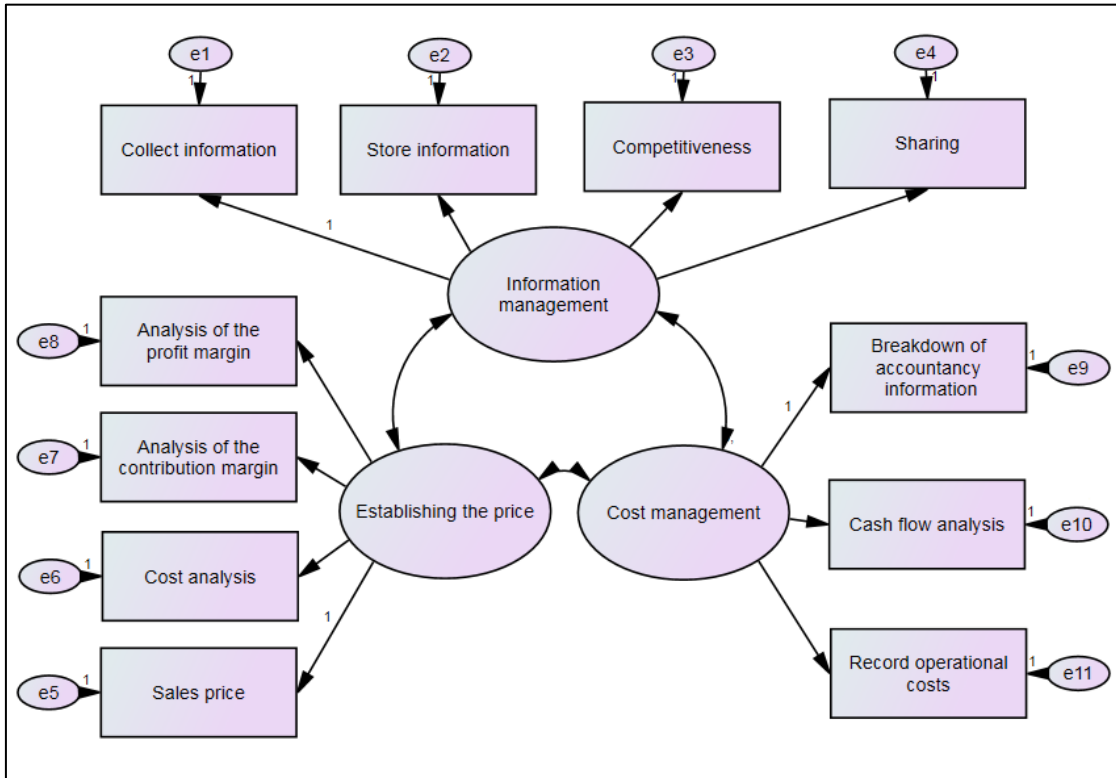 e1
e2
e3
e4
1
1
1
1
Collect information
Store information
Competitiveness
Sharing
1
Information
management
e8
1
Analysis of the
profit margin
Breakdown of
accountancy
information
1
e9
1
e7
1
Analysis of the
contribution margin
Establishing the price
Cost management
Cash flow analysis
1
e10
e6
1
Cost analysis
1
e5
1
Sales price
Record operational
costs
1
e11